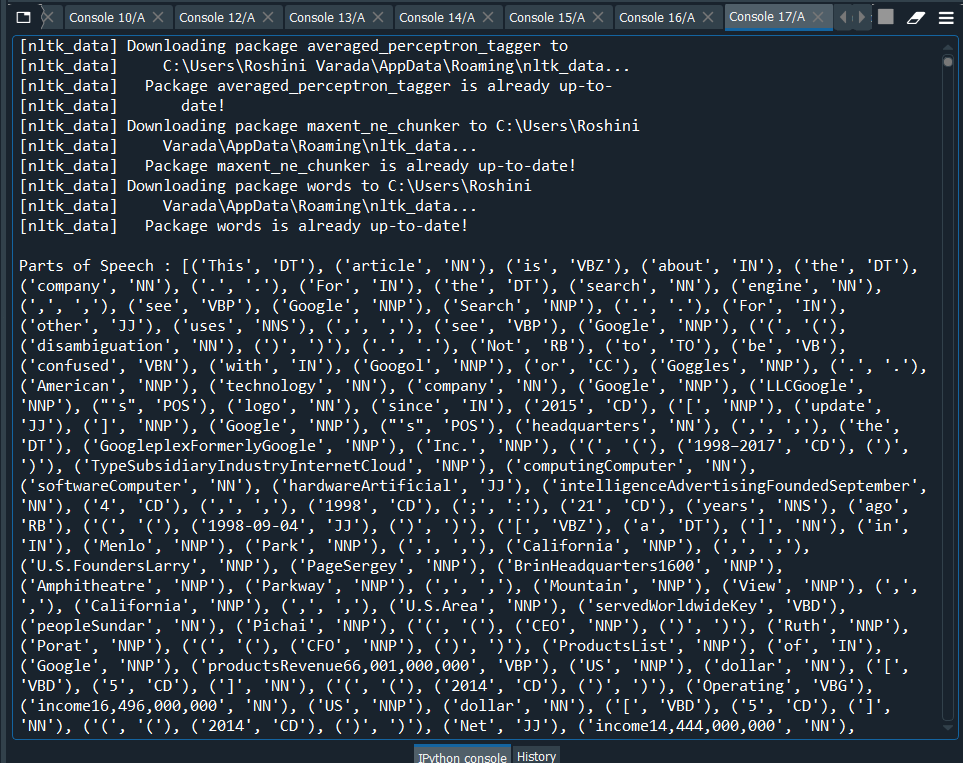 Console 10/A Console 12/A Console 13/A Console 14/A Console 15/A Console 16/A Console 17/A
[nltk_data] Downloading package averaged_perceptron_tagger to
[nltk_data]     C:\Users\Roshini Varada\AppData\Roaming\nltk_data...
[nltk_data]   Package averaged_perceptron_tagger is already up-to-
[nltk_data]       date!
[nltk_data] Downloading package maxent_ne_chunker to C:\Users\Roshini
[nltk_data]     Varada\AppData\Roaming\nltk_data...
[nltk_data]   Package maxent_ne_chunker is already up-to-date!
[nltk_data] Downloading package words to C:\Users\Roshini
[nltk_data]     Varada\AppData\Roaming\nltk_data...
[nltk_data]   Package words is already up-to-date!
Parts of Speech : [('This', 'DT'), ('article', 'NN'), ('is', 'VBZ'), ('about', 'IN'), ('the', 'DT'),
('company', 'NN'), ('.', '.'), ('For', 'IN'), ('the', 'DT'), ('search', 'NN'), ('engine', 'NN'),
(',', ','), ('see', 'VBP'), ('Google', 'NNP'), ('Search', 'NNP'), ('.', '.'), ('For', 'IN'),
('other', 'JJ'), ('uses', 'NNS'), (',', ','), ('see', 'VBP'), ('Google', 'NNP'), ('(', '('),
('disambiguation', 'NN'), (')', ')'), ('.', '.'), ('Not', 'RB'), ('to', 'TO'), ('be', 'VB'),
('confused', 'VBN'), ('with', 'IN'), ('Googol', 'NNP'), ('or', 'CC'), ('Goggles', 'NNP'), ('.', '.'),
('American', 'NNP'), ('technology', 'NN'), ('company', 'NN'), ('Google', 'NNP'), ('LLCGoogle',
'NNP'), ("'s", 'POS'), ('logo', 'NN'), ('since', 'IN'), ('2015', 'CD'), ('[', 'NNP'), ('update',
'JJ'), (']', 'NNP'), ('Google', 'NNP'), ("'s", 'POS'), ('headquarters', 'NN'), (',', ','), ('the',
'DT'), ('GoogleplexFormerlyGoogle', 'NNP'), ('Inc.', 'NNP'), ('(', '('), ('1998–2017', 'CD'), (')',
')'), ('TypeSubsidiaryIndustryInternetCloud', 'NNP'), ('computingComputer', 'NN'),
('softwareComputer', 'NN'), ('hardwareArtificial', 'JJ'), ('intelligenceAdvertisingFoundedSeptember',
'NN'), ('4', 'CD'), (',', ','), ('1998', 'CD'), (';', ':'), ('21', 'CD'), ('years', 'NNS'), ('ago',
'RB'), ('(', '('), ('1998-09-04', 'JJ'), (')', ')'), ('[', 'VBZ'), ('a', 'DT'), (']', 'NN'), ('in',
'IN'), ('Menlo', 'NNP'), ('Park', 'NNP'), (',', ','), ('California', 'NNP'), (',', ','),
('U.S.FoundersLarry', 'NNP'), ('PageSergey', 'NNP'), ('BrinHeadquarters1600', 'NNP'),
('Amphitheatre', 'NNP'), ('Parkway', 'NNP'), (',', ','), ('Mountain', 'NNP'), ('View', 'NNP'), (',',
','), ('California', 'NNP'), (',', ','), ('U.S.Area', 'NNP'), ('servedWorldwideKey', 'VBD'),
('peopleSundar', 'NN'), ('Pichai', 'NNP'), ('(', '('), ('CEO', 'NNP'), (')', ')'), ('Ruth', 'NNP'),
('Porat', 'NNP'), ('(', '('), ('CFO', 'NNP'), (')', ')'), ('ProductsList', 'NNP'), ('of', 'IN'),
('Google', 'NNP'), ('productsRevenue66,001,000,000', 'VBP'), ('US', 'NNP'), ('dollar', 'NN'), ('[',
'VBD'), ('5', 'CD'), (']', 'NN'), ('(', '('), ('2014', 'CD'), (')', ')'), ('Operating', 'VBG'),
('income16,496,000,000', 'NN'), ('US', 'NNP'), ('dollar', 'NN'), ('[', 'VBD'), ('5', 'CD'), (']',
'NN'), ('(', '('), ('2014', 'CD'), (')', ')'), ('Net', 'JJ'), ('income14,444,000,000', 'NN'),
IPython console History